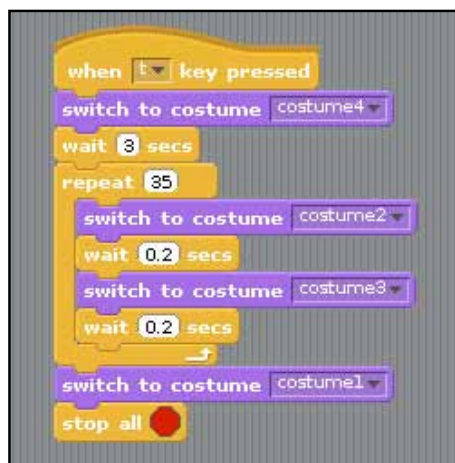 when t key pressed
switch to costume costume4
wait 3 secs
repeat 35
switch to costume costume2
wait 0.2 secs
switch to costume costume3
wait 0.2 secs
switch to costume costume1
stop all